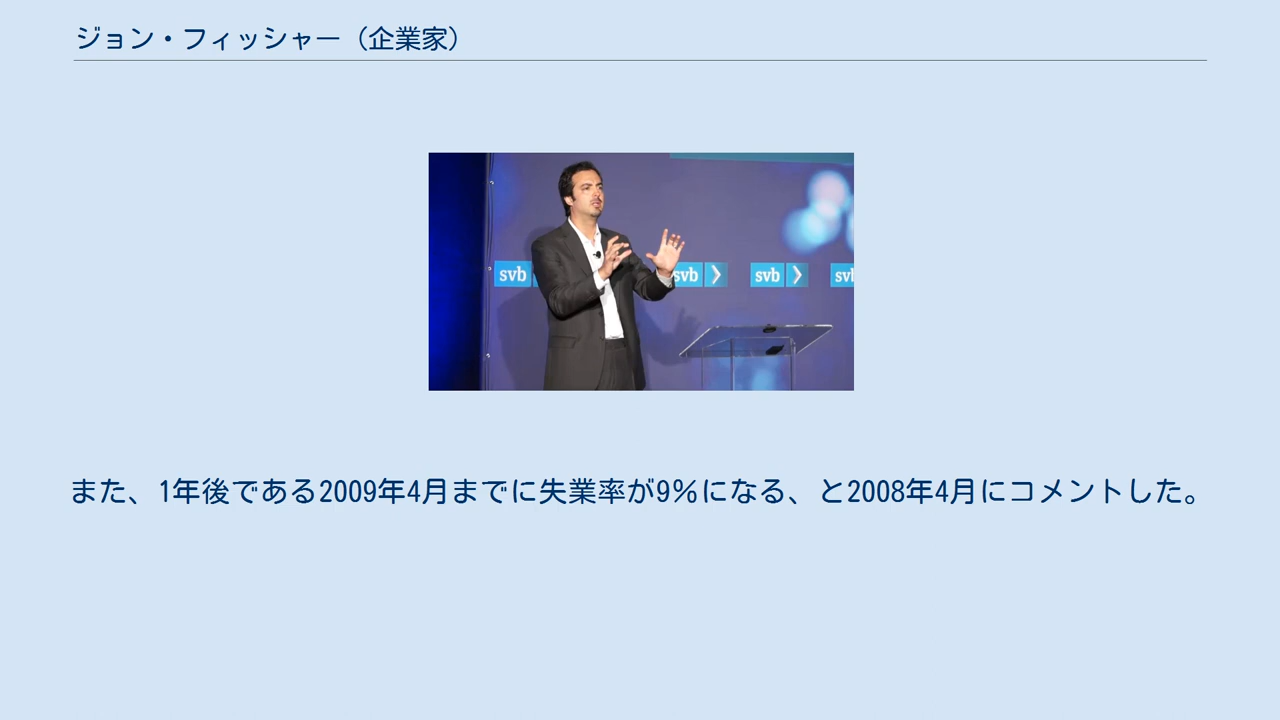 ジョン・フィッシャー（企業家）
svb
svb
svb
svb
また、1年後である2009年4月までに失業率が9％になる、と2008年4月にコメントした。